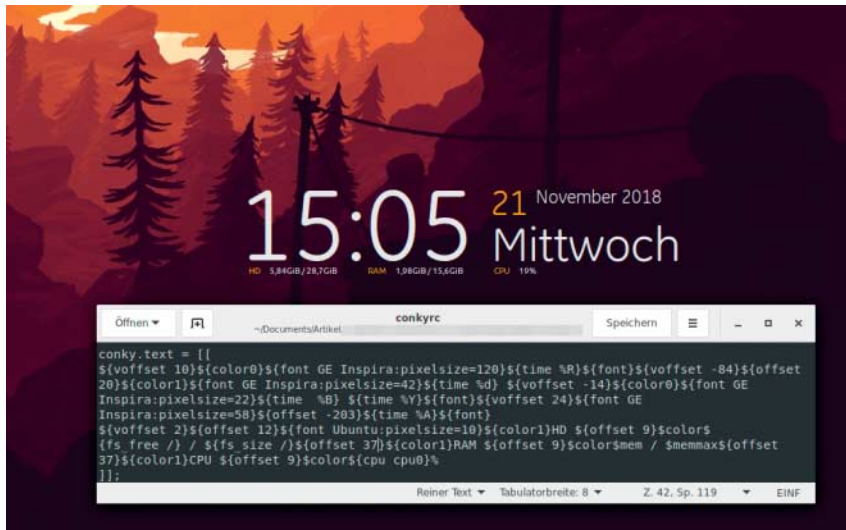 15:05
21 November 2018
Mittwoch
HD 5,84GiB/28,7GiB RAM 1,98GiB/15,6GiB CPU 19%
Öffnen
conkyrc
~/Documents/Artikel
Speichern
conky.text = [[
${voffset 10}${color0}${font GE Inspira:pixelsize=120}${time %R}${font}${voffset -84}${offset
20}${color1}${font GE Inspira:pixelsize=42}${time %d} ${voffset -14}${color0}${font GE
Inspira:pixelsize=22}${time  %B} ${time %Y}${font}${voffset 24}${font GE
Inspira:pixelsize=58}${offset -203}${time %A}${font}
${voffset 2}${offset 12}${font Ubuntu:pixelsize=10}${color1}HD ${offset 9}$color$
{fs_free /} / ${fs_size /}${offset 37}${color1}RAM ${offset 9}$color$mem / $memmax${offset
37}${color1}CPU ${offset 9}$color${cpu cpu0}%
]];
Reiner Text Tabulatorbreite: 8 Z. 42, Sp. 119 EINF